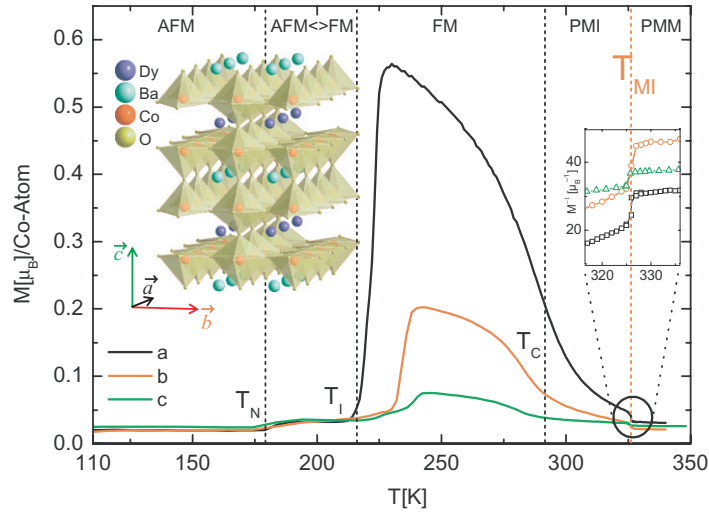 AFM AFM<>FM FM PMI PMM
0.6
0.5
0.4
0.3
0.2
0.1
0.0
M[μB]/Co-Atom
Dy
Ba
Co
O
c
a
b
a
b
c
TN
TI
TC
TMI
M⁻¹ [μB⁻¹]
40
20
320 330
110 150 200 250 300 350
T[K]